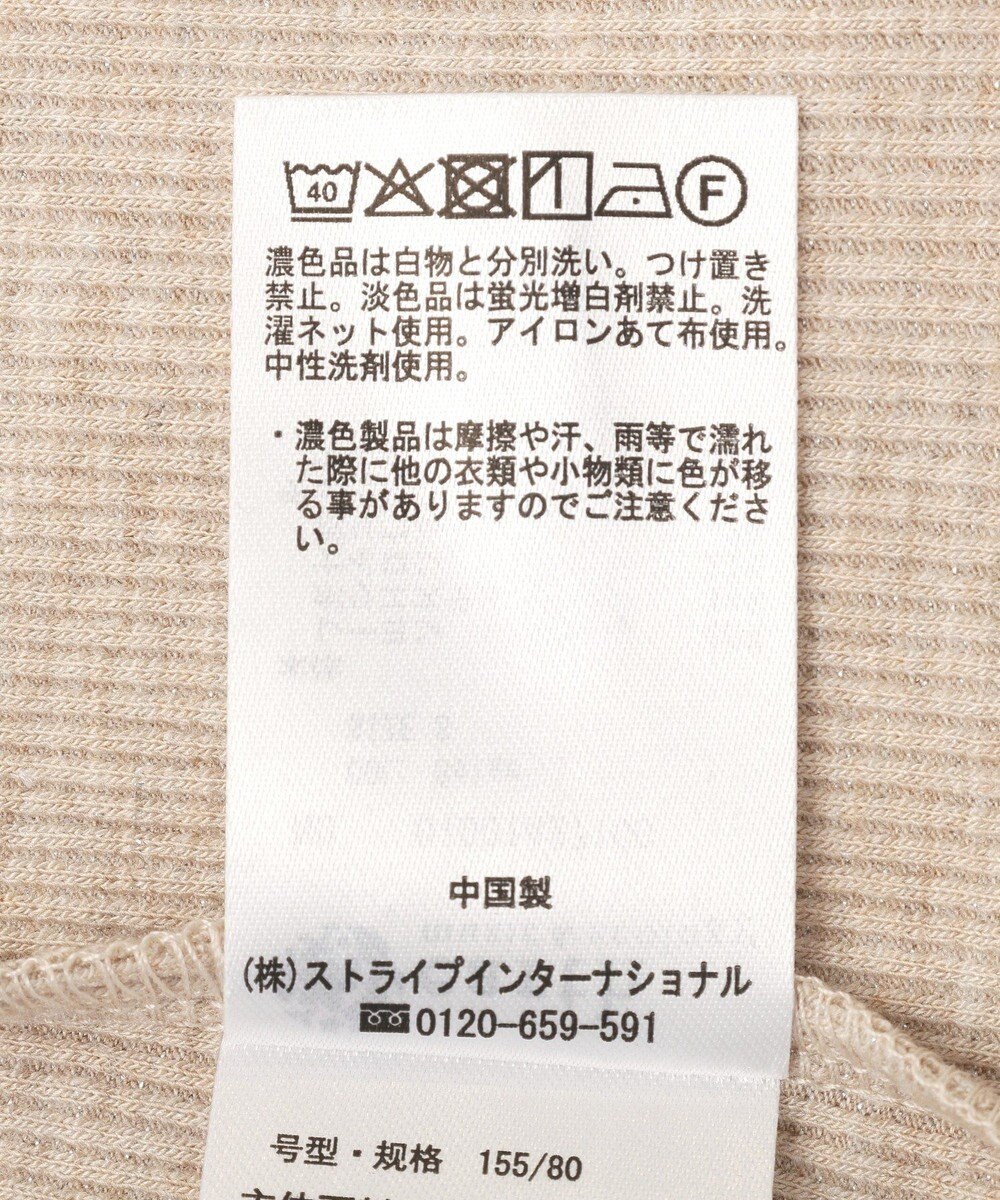 40
F
濃色品は白物と分別洗い。つけ置き
禁止。淡色品は蛍光増白剤禁止。洗
濯ネット使用。アイロンあて布使用。
中性洗剤使用。
・濃色製品は摩擦や汗、雨等で濡れ
た際に他の衣類や小物類に色が移
る事がありますのでご注意くださ
い。
中国製
(株)ストライプインターナショナル
0120-659-591
号型・规格 155/80